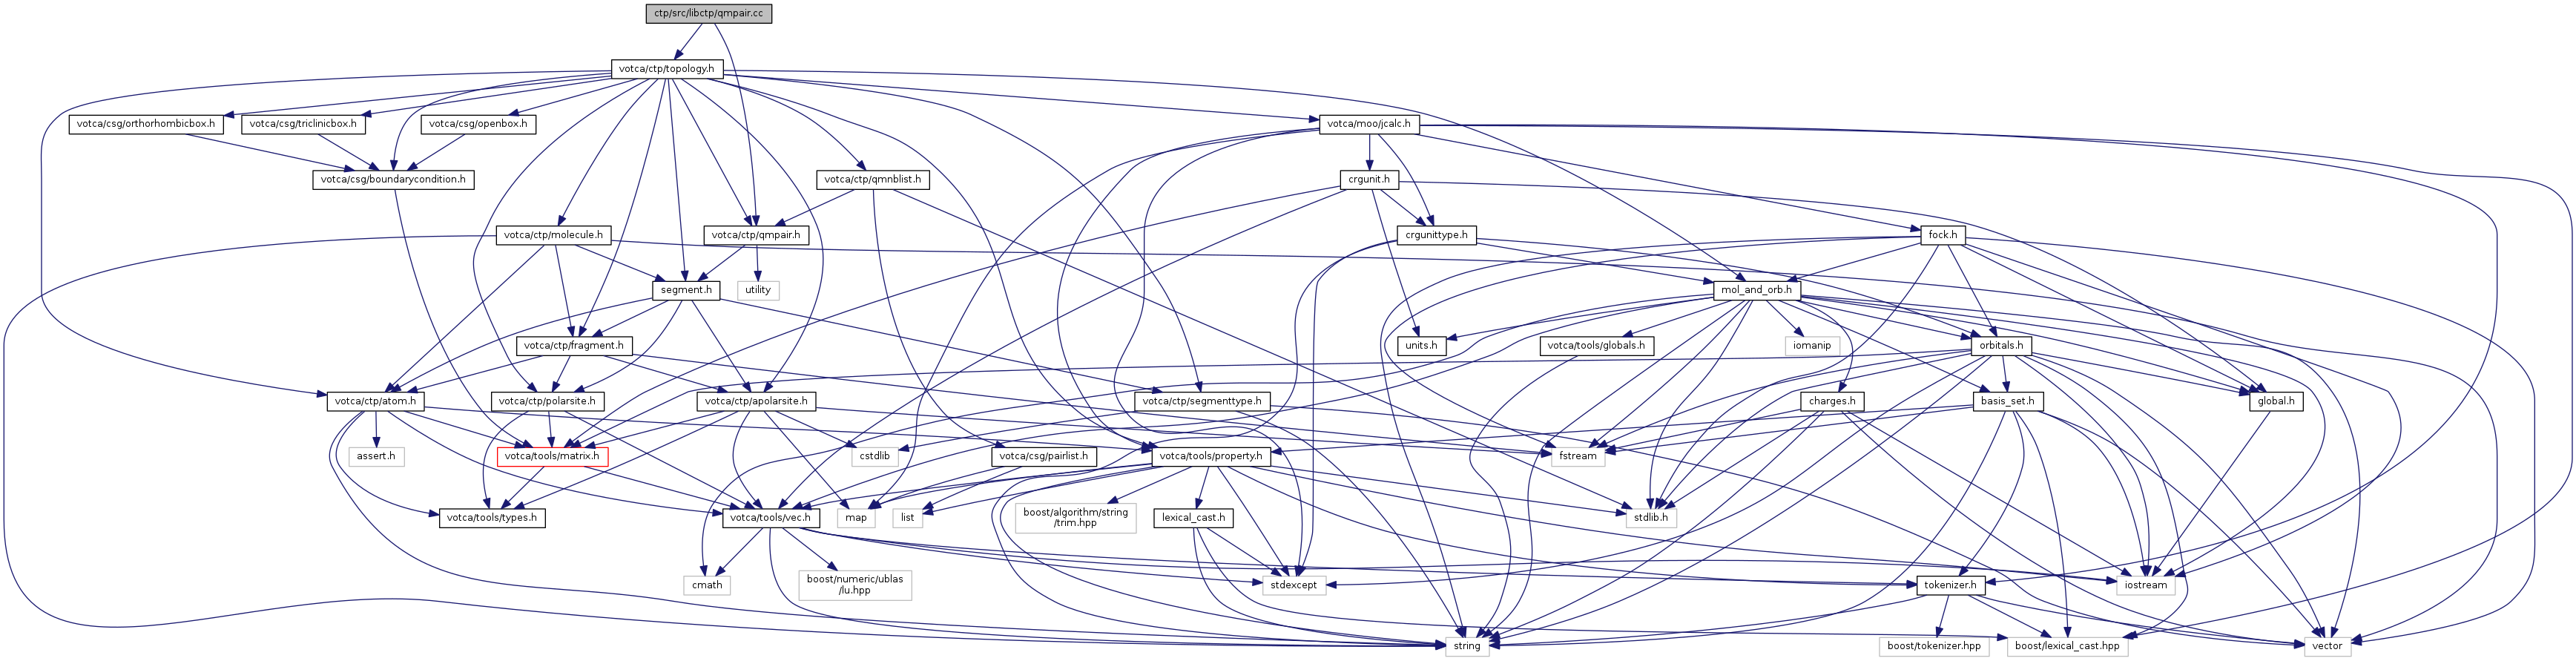 ctp/src/libctp/qmpair.cc
votca/ctp/topology.h
votca/csg/orthorhombicbox.h
votca/csg/triclinicbox.h
votca/csg/openbox.h
votca/moo/jcalc.h
votca/csg/boundarycondition.h
votca/ctp/qmnblist.h
crgunit.h
votca/ctp/molecule.h
votca/ctp/qmpair.h
crgunittype.h
fock.h
segment.h
utility
mol_and_orb.h
votca/ctp/fragment.h
units.h
votca/tools/globals.h
iomanip
orbitals.h
votca/ctp/atom.h
votca/ctp/polarsite.h
votca/ctp/apolarsite.h
votca/ctp/segmenttype.h
charges.h
basis_set.h
global.h
assert.h
votca/tools/matrix.h
cstdlib
votca/csg/pairlist.h
votca/tools/property.h
fstream
votca/tools/types.h
votca/tools/vec.h
map
list
boost/algorithm/string
/trim.hpp
lexical_cast.h
stdlib.h
cmath
boost/numeric/ublas
/lu.hpp
stdexcept
tokenizer.h
iostream
string
boost/tokenizer.hpp
boost/lexical_cast.hpp
vector